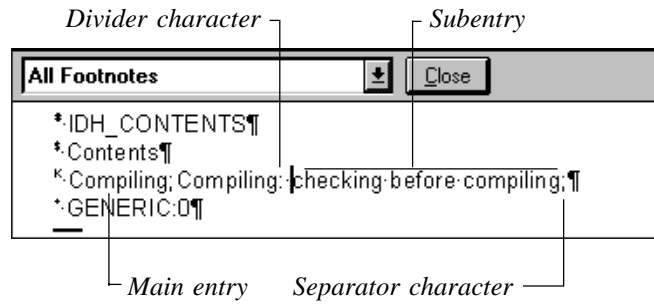 Divider character Subentry
All Footnotes Close
#·IDH_CONTENTS¶
$·Contents¶
K·Compiling; Compiling:·checking·before·compiling;¶
+·GENERIC:0¶
Main entry Separator character